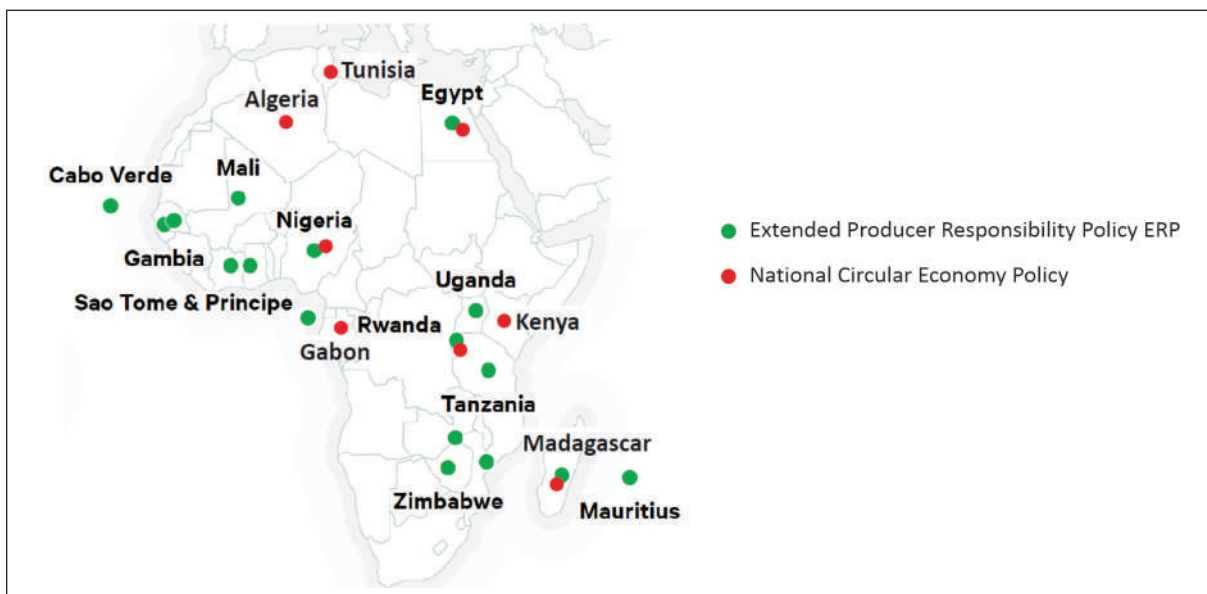 Tunisia
Algeria
Egypt
Cabo Verde
Mali
Nigeria
Gambia
Sao Tome & Principe
Uganda
Rwanda
Kenya
Gabon
Tanzania
Madagascar
Zimbabwe
Mauritius
Extended Producer Responsibility Policy ERP
National Circular Economy Policy